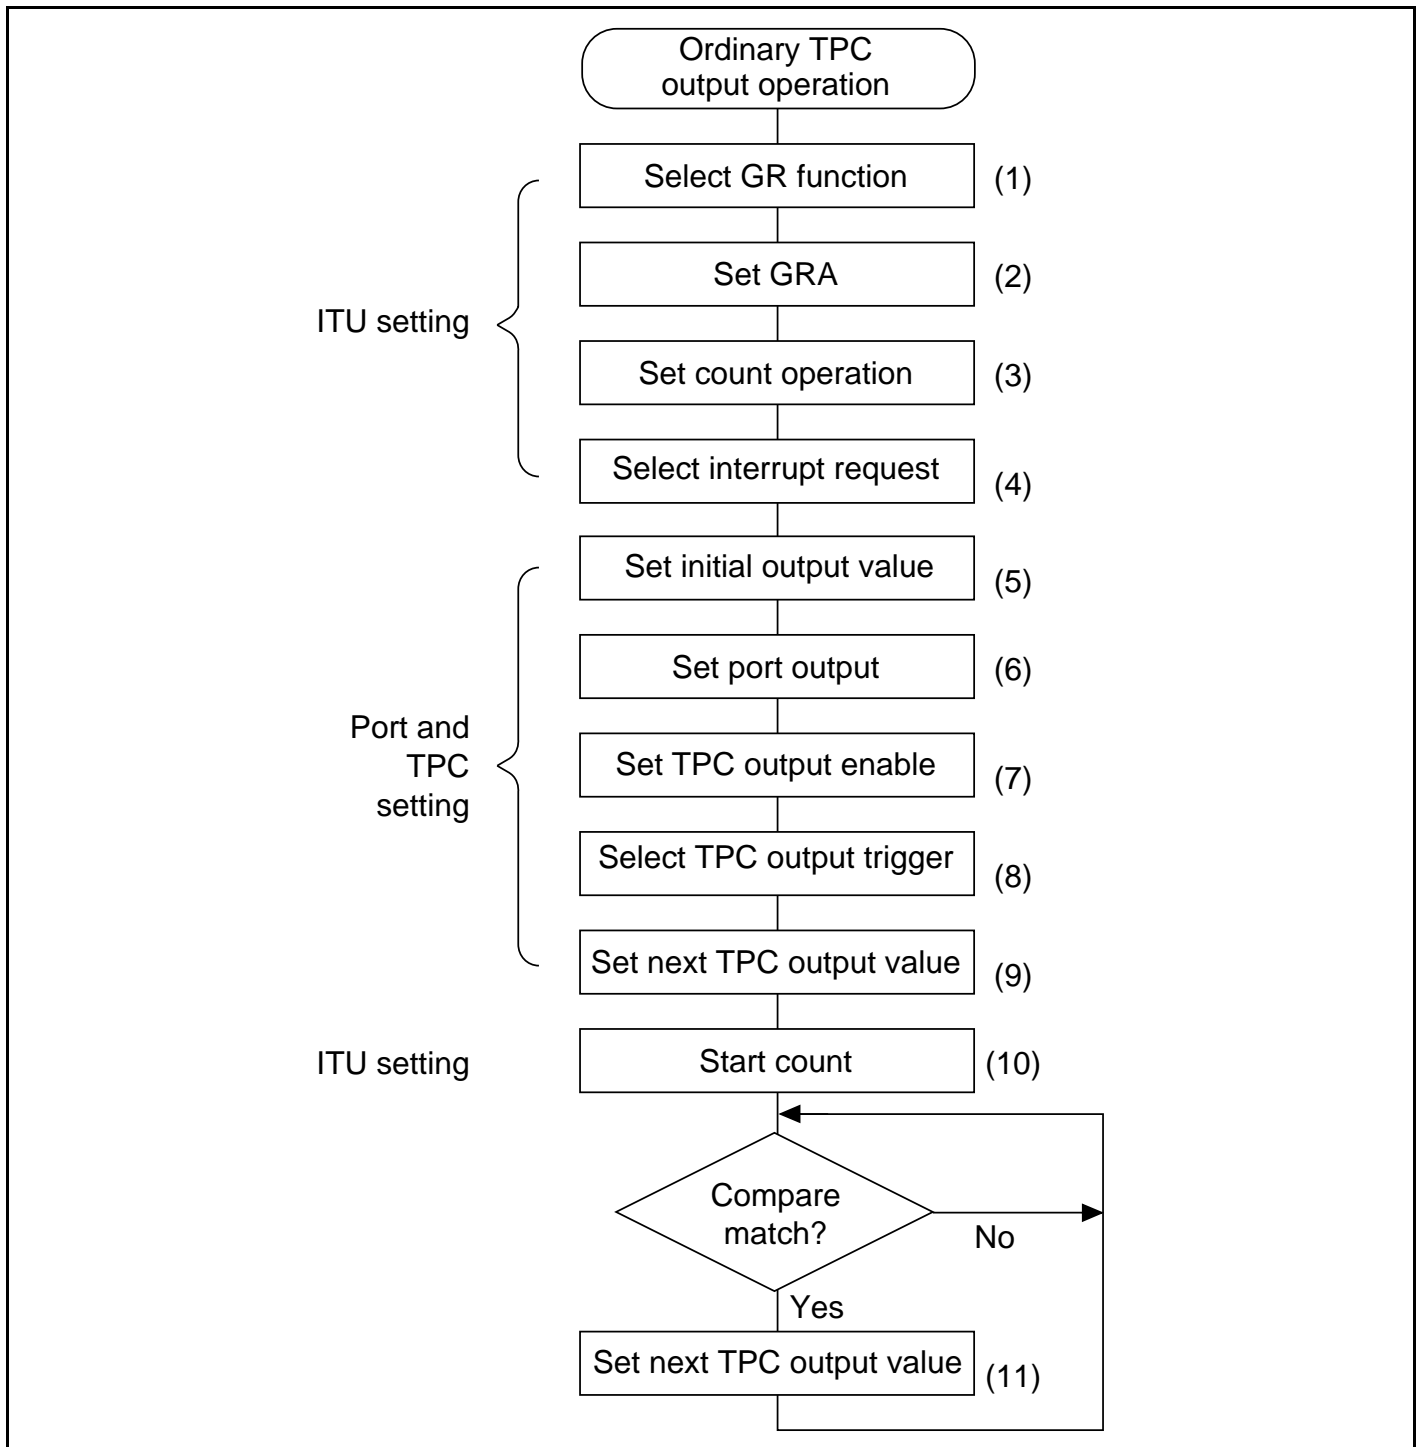 Ordinary TPC
output operation
Select GR function
(1)
Set GRA
(2)
ITU setting
Set count operation
(3)
Select interrupt request
(4)
Set initial output value
(5)
Set port output
(6)
Port and
TPC
setting
Set TPC output enable
(7)
Select TPC output trigger
(8)
Set next TPC output value
(9)
ITU setting
Start count
(10)
Compare
match?
No
Yes
Set next TPC output value
(11)